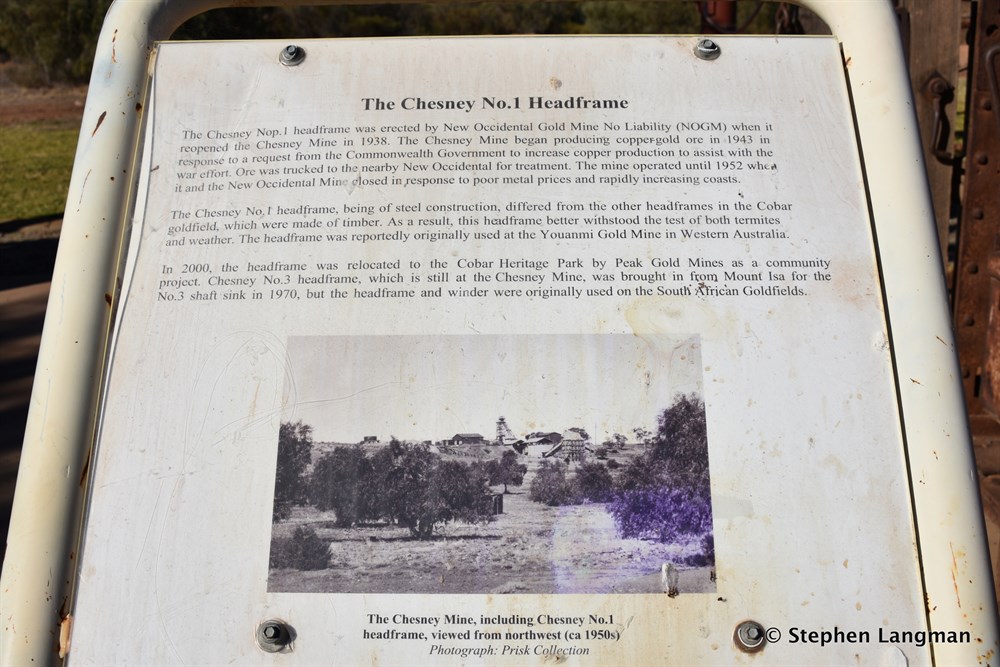 The Chesney No.1 Headframe
The Chesney Nop.1 headframe was erected by New Occidental Gold Mine No Liability (NOGM) when it
reopened the Chesney Mine in 1938. The Chesney Mine began producing copper-gold ore in 1943 in
response to a request from the Commonwealth Government to increase copper production to assist with the
war effort. Ore was trucked to the nearby New Occidental for treatment. The mine operated until 1952 when
it and the New Occidental Mine closed in response to poor metal prices and rapidly increasing coasts.
The Chesney No.1 headframe, being of steel construction, differed from the other headframes in the Cobar
goldfield, which were made of timber. As a result, this headframe better withstood the test of both termites
and weather. The headframe was reportedly originally used at the Youanmi Gold Mine in Western Australia.
In 2000, the headframe was relocated to the Cobar Heritage Park by Peak Gold Mines as a community
project. Chesney No.3 headframe, which is still at the Chesney Mine, was brought in from Mount Isa for the
No.3 shaft sink in 1970, but the headframe and winder were originally used on the South African Goldfields.
The Chesney Mine, including Chesney No.1
headframe, viewed from northwest (ca 1950s)
Photograph: Prisk Collection
© Stephen Langman